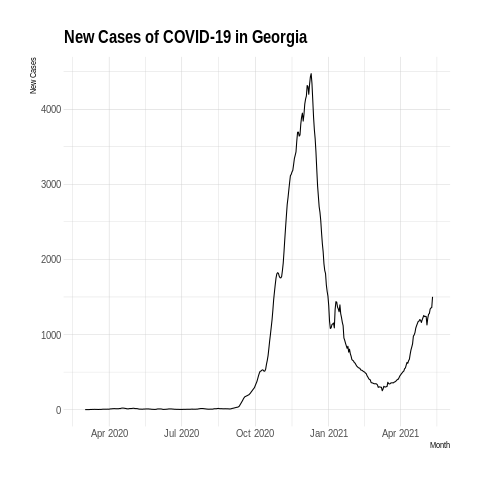 New Cases of COVID-19 in Georgia
New Cases
4000
3000
2000
1000
0
Apr 2020
Jul 2020
Oct 2020
Jan 2021
Apr 2021
Month